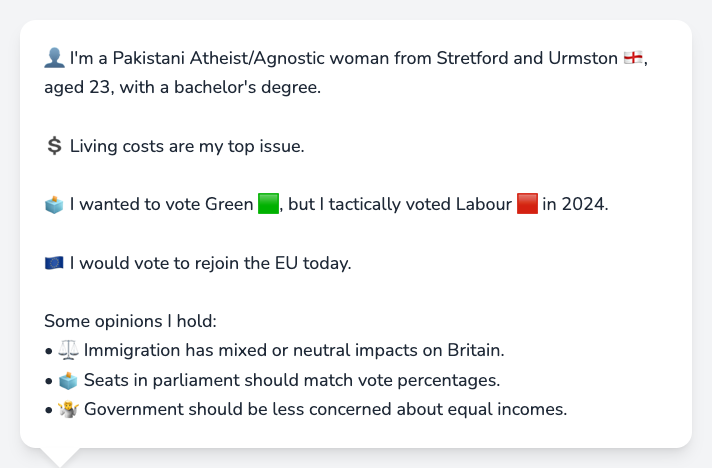 👤 I'm a Pakistani Atheist/Agnostic woman from Stretford and Urmston 🏴󠁧󠁢󠁥󠁮󠁧󠁿,
aged 23, with a bachelor's degree.
💲 Living costs are my top issue.
🗳️ I wanted to vote Green 🟩, but I tactically voted Labour 🟥 in 2024.
🇪🇺 I would vote to rejoin the EU today.
Some opinions I hold:
• ⚖️ Immigration has mixed or neutral impacts on Britain.
• 🗳️ Seats in parliament should match vote percentages.
• 🤷 Government should be less concerned about equal incomes.